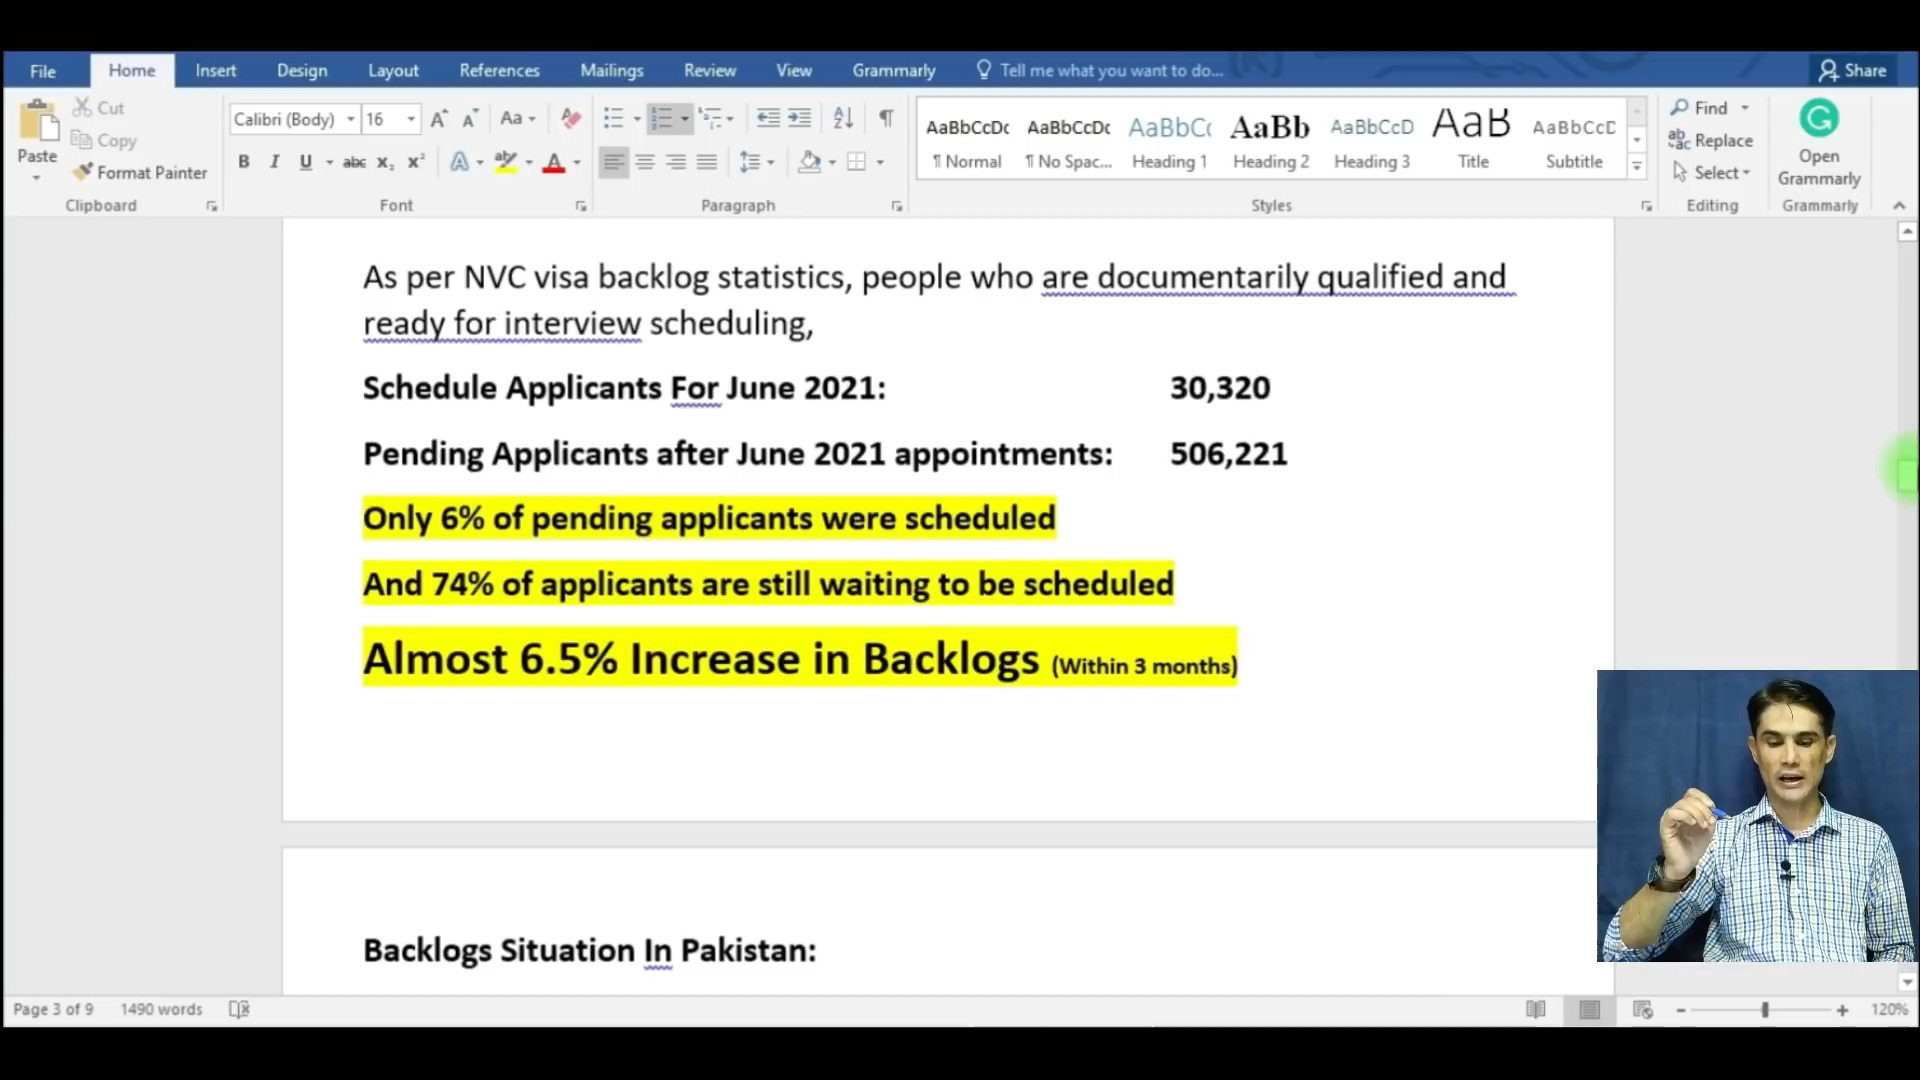 File Home Insert Design Layout References Mailings Review View Grammarly Tell me what you want to do... Share
Cut
Copy
Paste
Format Painter
Clipboard
Calibri (Body) 16 Aa
B I U abc x₂ x² A ab A
Font
Paragraph
AaBbCcDc AaBbCcDc AaBbC( AaBb AaBbCcD AaB AaBbCcD
¶ Normal ¶ No Spac... Heading 1 Heading 2 Heading 3 Title Subtitle
Styles
Find
Replace
Select
Editing
Open
Grammarly
Grammarly
As per NVC visa backlog statistics, people who are documentarily qualified and
ready for interview scheduling,
Schedule Applicants For June 2021: 30,320
Pending Applicants after June 2021 appointments: 506,221
Only 6% of pending applicants were scheduled
And 74% of applicants are still waiting to be scheduled
Almost 6.5% Increase in Backlogs (Within 3 months)
Backlogs Situation In Pakistan:
Page 3 of 9 1490 words 120%